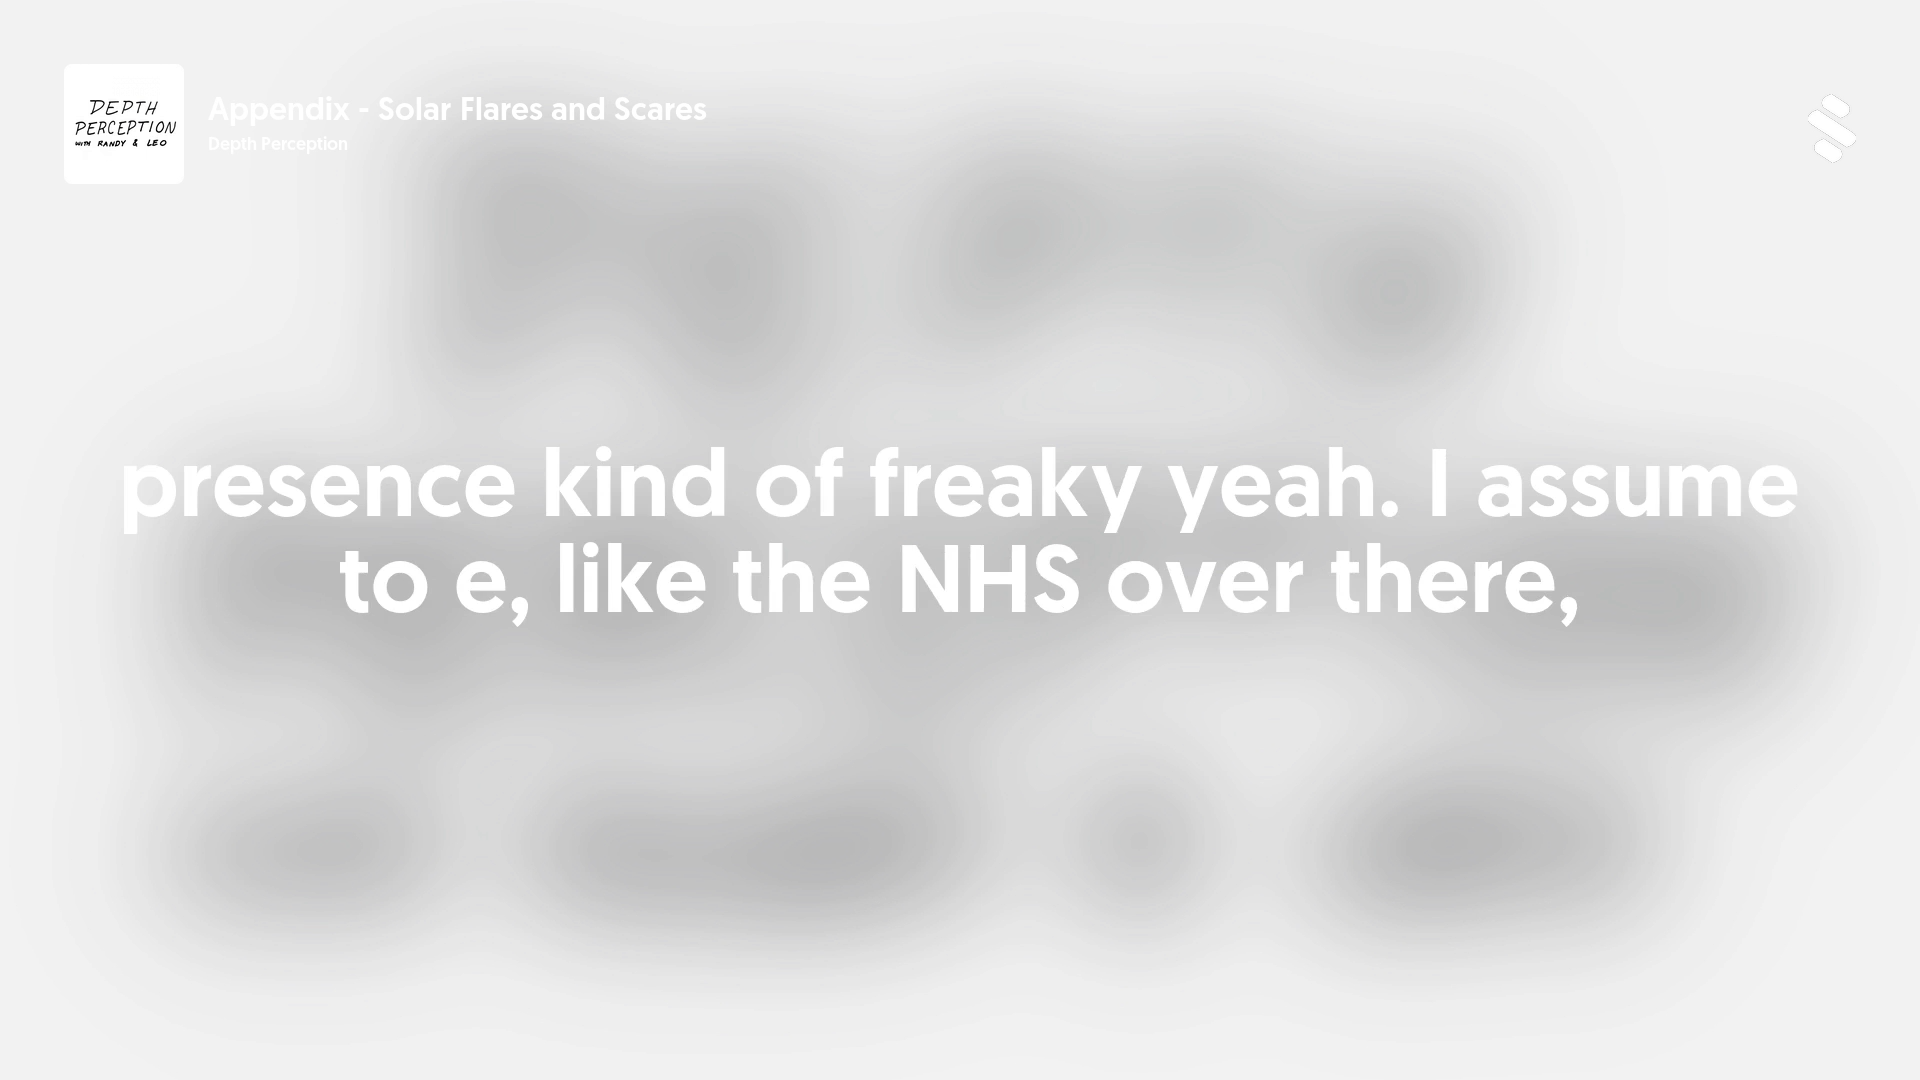 DEPTH
PERCEPTION
WITH RANDY & LEO
Appendix - Solar Flares and Scares
Depth Perception
presence kind of freaky yeah. I assume
to e, like the NHS over there,